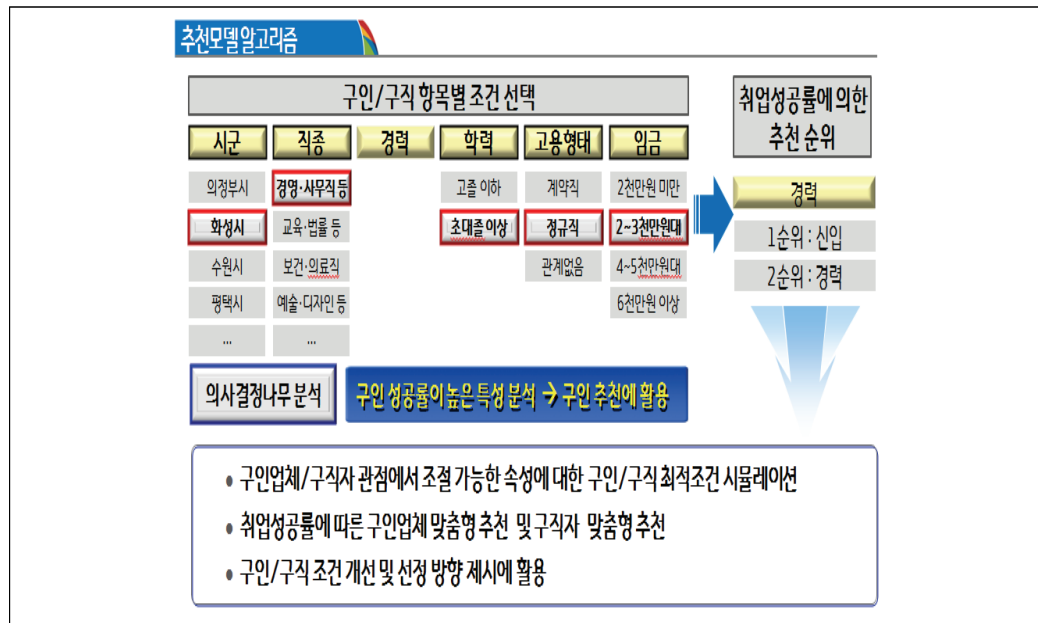 추천모델 알고리즘
구인/구직 항목별 조건 선택
취업성공률에 의한
추천 순위
시군 직종 경력 학력 고용형태 임금
의정부시 경영·사무직 등 고졸 이하 계약직 2천만원 미만
경력
화성시 교육·법률 등 초대졸 이상 정규직 2~3천만원대
1순위 : 신입
수원시 보건·의료직 관계없음 4~5천만원대
2순위 : 경력
평택시 예술·디자인 등 6천만원 이상
... ...
의사결정나무 분석 구인 성공률이 높은 특성 분석 → 구인 추천에 활용
• 구인업체/구직자 관점에서 조절 가능한 속성에 대한 구인/구직 최적조건 시뮬레이션
• 취업성공률에 따른 구인업체 맞춤형 추천 및 구직자 맞춤형 추천
• 구인/구직 조건 개선 및 선정 방향 제시에 활용